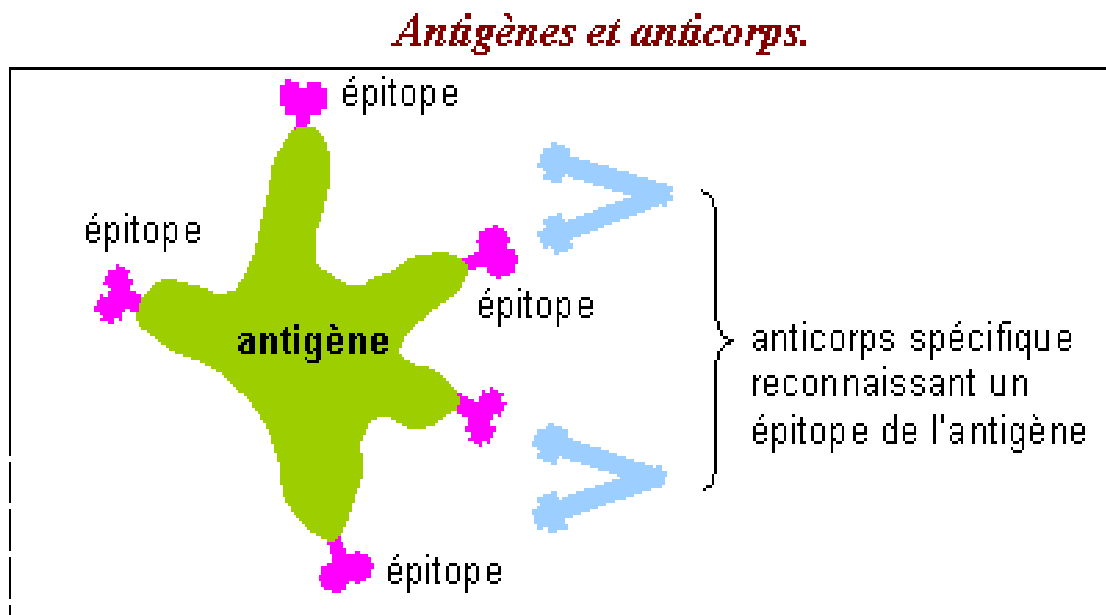 Antigènes et anticorps.
épitope
épitope
épitope
antigène
anticorps spécifique
reconnaissant un
épitope de l'antigène
épitope